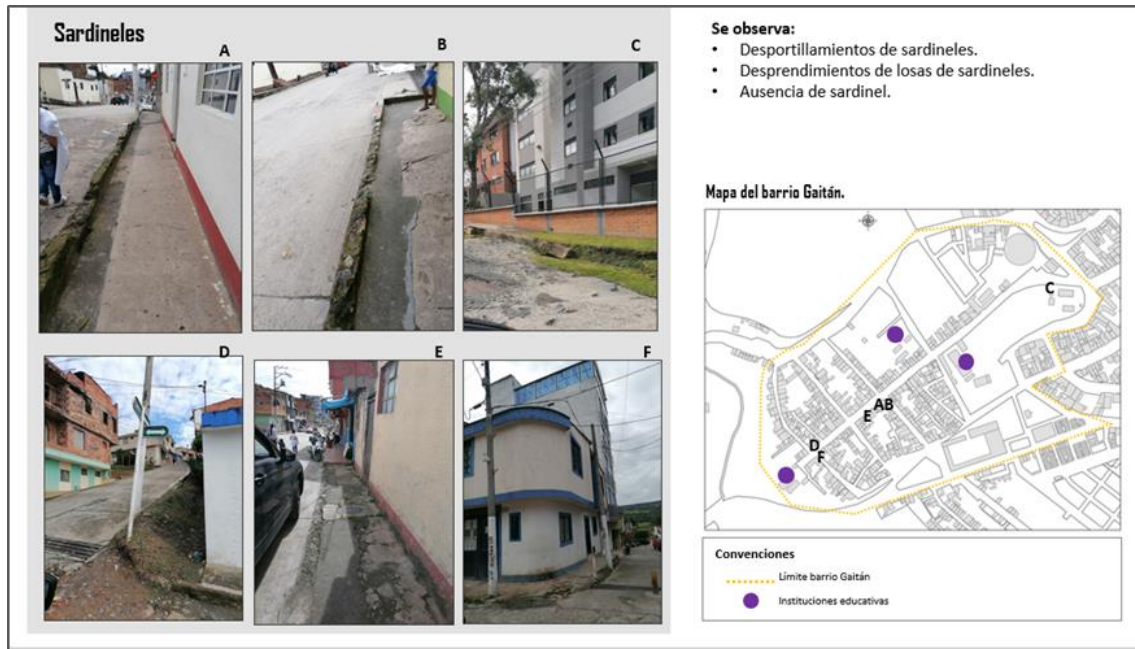 Sardineles
A
B
C
D
E
F
Se observa:
• Desportillamientos de sardineles.
• Desprendimientos de losas de sardineles.
• Ausencia de sardinel.
Mapa del barrio Gaitán.
C
AB
E
D
F
Convenciones
Límite barrio Gaitán
Instituciones educativas